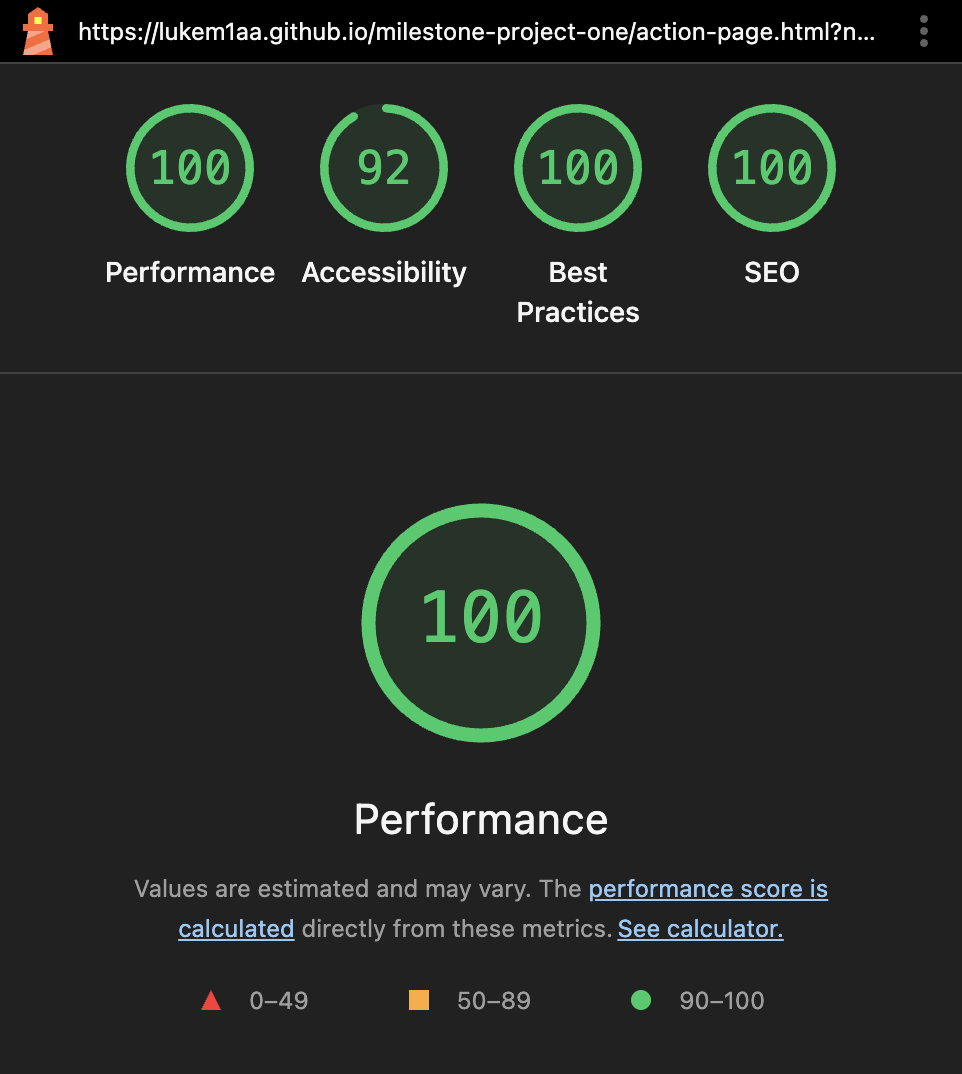 https://lukem1aa.github.io/milestone-project-one/action-page.html?n...
100 92 100 100
Performance Accessibility Best Practices SEO
100
Performance
Values are estimated and may vary. The performance score is
calculated directly from these metrics. See calculator.
0–49 50–89 90–100